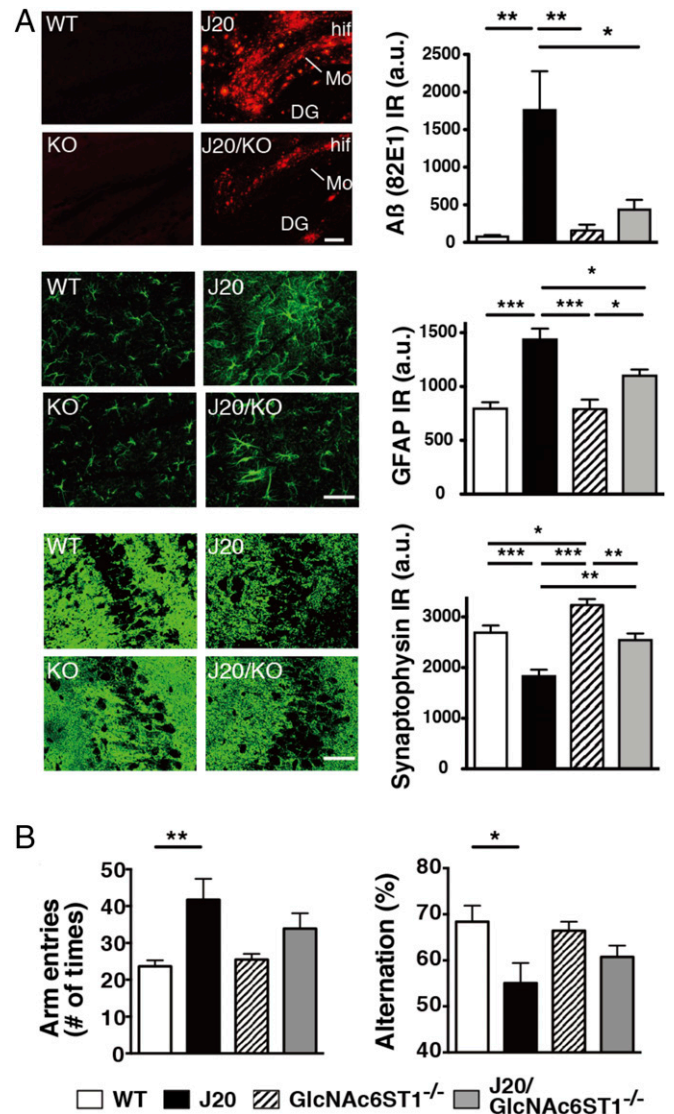 A
WT
J20
hif
Mo
DG
KO
J20/KO
hif
Mo
DG
** ** *
Aß (82E1) IR (a.u.)
2500
2000
1500
1000
500
0
WT
J20
KO
J20/KO
*
*** *** *
GFAP IR (a.u.)
1500
1000
500
0
WT
J20
KO
J20/KO
*
*** *** **
**
Synaptophysin IR (a.u.)
3000
2000
1000
0
B
**
Arm entries
(# of times)
50
40
30
20
10
0
*
Alternation (%)
80
70
60
50
40
WT J20 GlcNAc6ST1-/- J20/
GlcNAc6ST1-/-